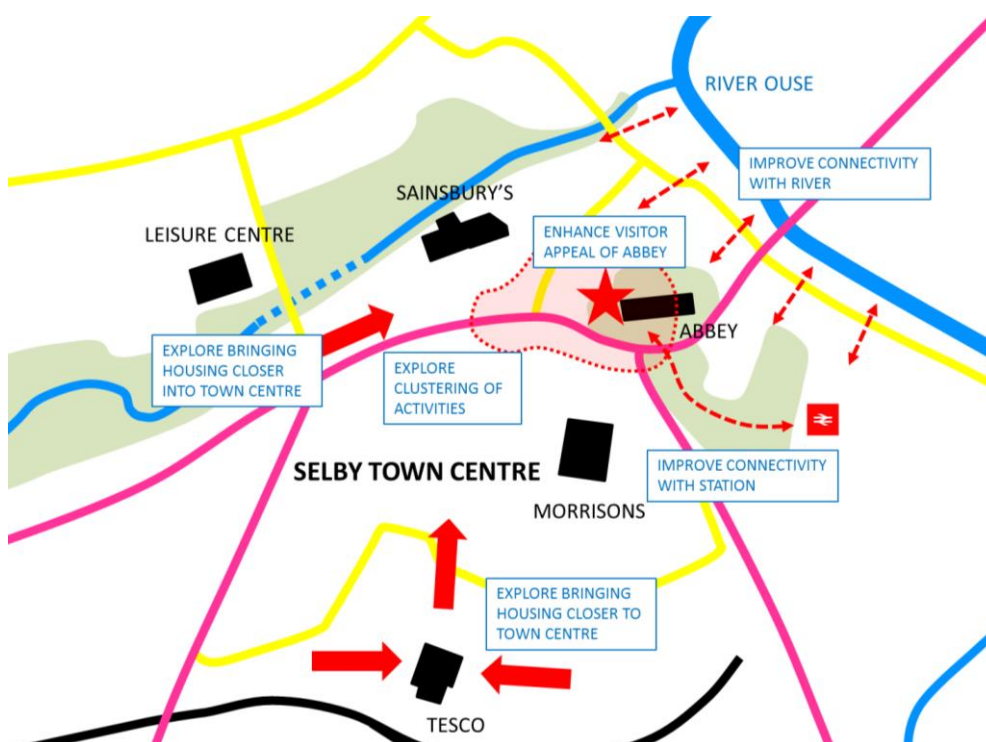 RIVER OUSE
IMPROVE CONNECTIVITY
WITH RIVER
SAINSBURY'S
LEISURE CENTRE
ENHANCE VISITOR
APPEAL OF ABBEY
ABBEY
EXPLORE BRINGING
HOUSING CLOSER
INTO TOWN CENTRE
EXPLORE
CLUSTERING OF
ACTIVITIES
SELBY TOWN CENTRE
IMPROVE CONNECTIVITY
WITH STATION
MORRISONS
EXPLORE BRINGING
HOUSING CLOSER TO
TOWN CENTRE
TESCO